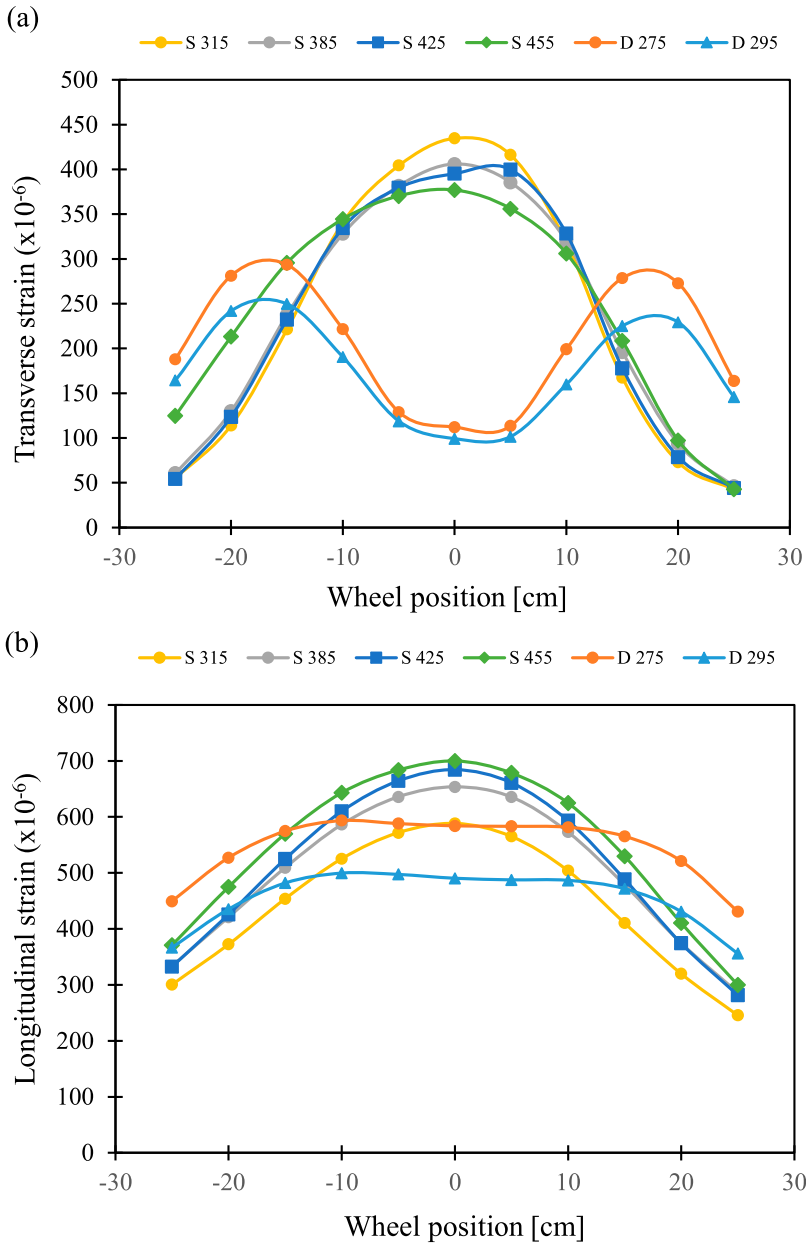 (a)
S 315 S 385 S 425 S 455 D 275 D 295
500
450
400
350
300
250
200
150
100
50
0
Transverse strain (x10-6)
-30 -20 -10 0 10 20 30
Wheel position [cm]
(b)
S 315 S 385 S 425 S 455 D 275 D 295
800
700
600
500
400
300
200
100
0
Longitudinal strain (x10-6)
-30 -20 -10 0 10 20 30
Wheel position [cm]